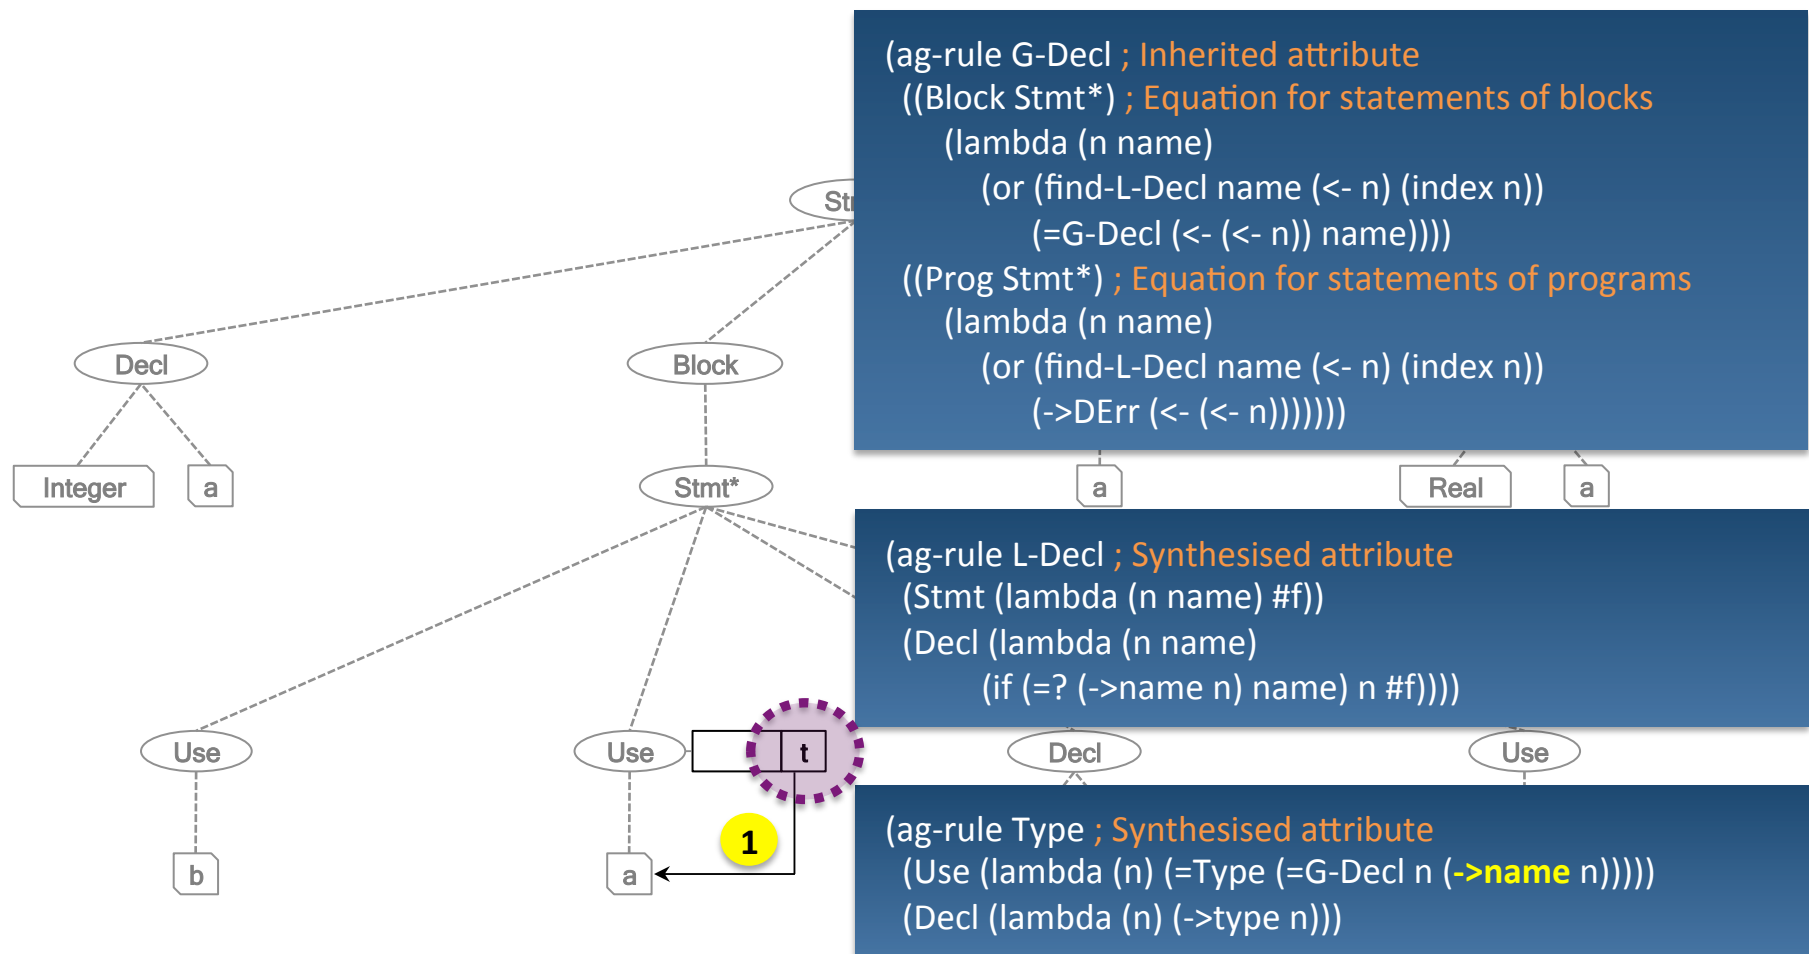 (ag-rule G-Decl ; Inherited attribute
((Block Stmt*) ; Equation for statements of blocks
(lambda (n name)
(or (find-L-Decl name (<- n) (index n))
(=G-Decl (<- (<- n)) name))))
((Prog Stmt*) ; Equation for statements of programs
(lambda (n name)
(or (find-L-Decl name (<- n) (index n))
(->DErr (<- (<- n)))))))
Decl
Block
Integer
a
Stmt*
a
Real
a
(ag-rule L-Decl ; Synthesised attribute
(Stmt (lambda (n name) #f))
(Decl (lambda (n name)
(if (=? (->name n) name) n #f))))
Use
Use
t
Decl
Use
1
b
a
(ag-rule Type ; Synthesised attribute
(Use (lambda (n) (=Type (=G-Decl n (->name n)))))
(Decl (lambda (n) (->type n)))